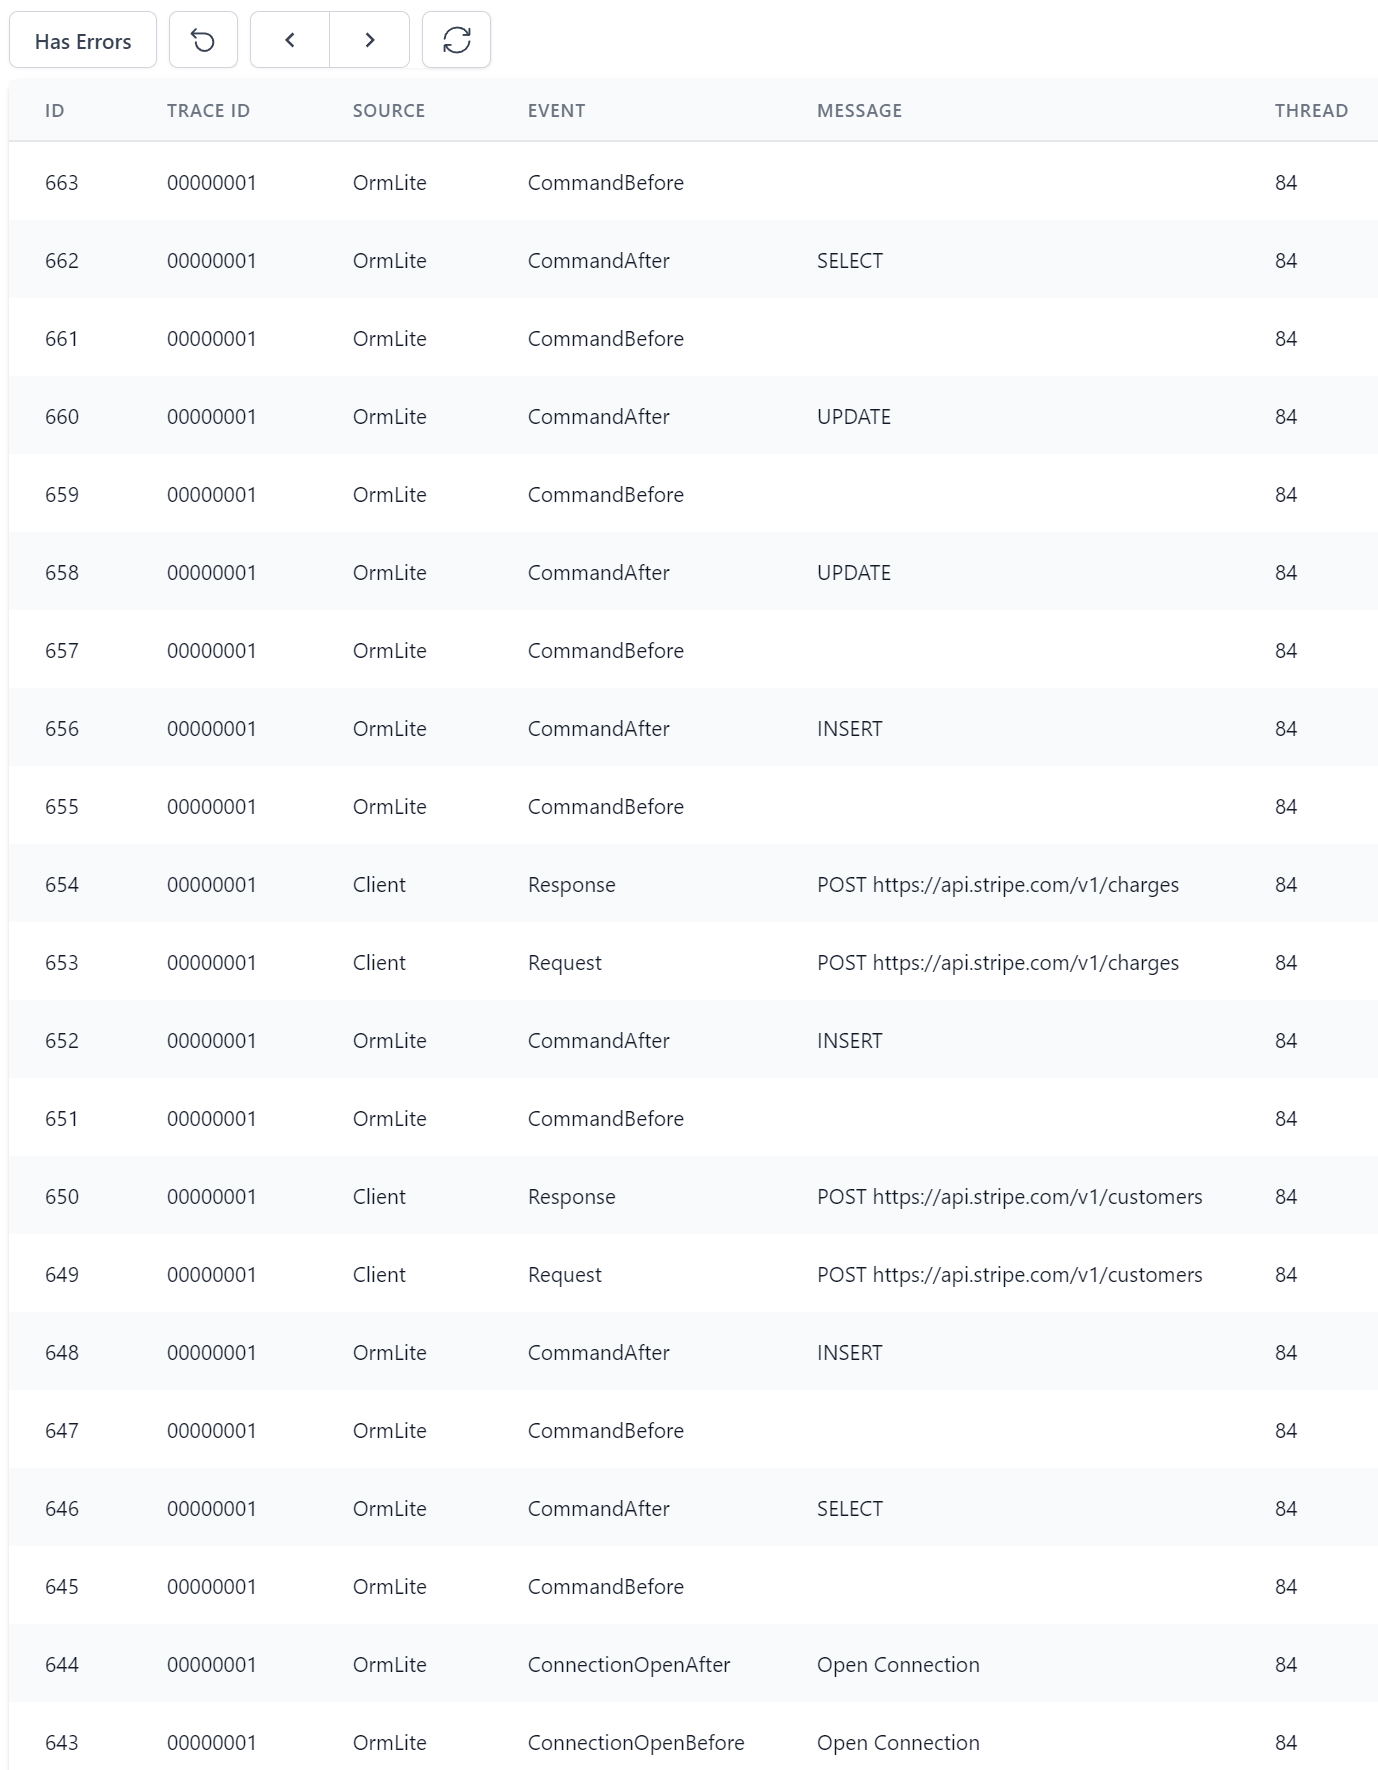 Has Errors
ID TRACE ID SOURCE EVENT MESSAGE THREAD
663 00000001 OrmLite CommandBefore 84
662 00000001 OrmLite CommandAfter SELECT 84
661 00000001 OrmLite CommandBefore 84
660 00000001 OrmLite CommandAfter UPDATE 84
659 00000001 OrmLite CommandBefore 84
658 00000001 OrmLite CommandAfter UPDATE 84
657 00000001 OrmLite CommandBefore 84
656 00000001 OrmLite CommandAfter INSERT 84
655 00000001 OrmLite CommandBefore 84
654 00000001 Client Response POST https://api.stripe.com/v1/charges 84
653 00000001 Client Request POST https://api.stripe.com/v1/charges 84
652 00000001 OrmLite CommandAfter INSERT 84
651 00000001 OrmLite CommandBefore 84
650 00000001 Client Response POST https://api.stripe.com/v1/customers 84
649 00000001 Client Request POST https://api.stripe.com/v1/customers 84
648 00000001 OrmLite CommandAfter INSERT 84
647 00000001 OrmLite CommandBefore 84
646 00000001 OrmLite CommandAfter SELECT 84
645 00000001 OrmLite CommandBefore 84
644 00000001 OrmLite ConnectionOpenAfter Open Connection 84
643 00000001 OrmLite ConnectionOpenBefore Open Connection 84